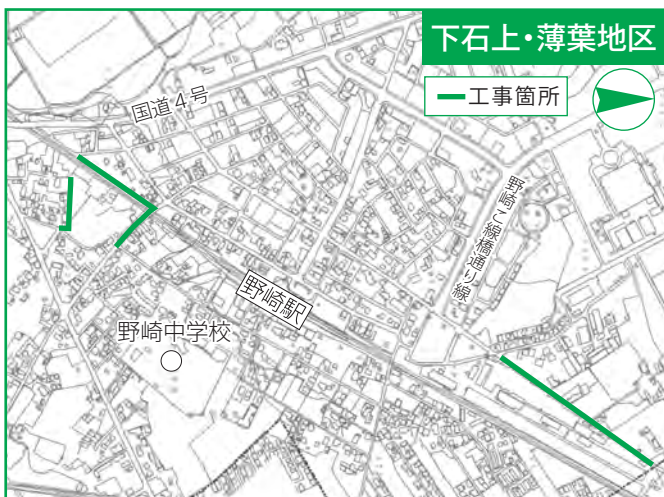 下石上・薄葉地区
工事箇所
国道4号
野崎こ線橋通り線
野崎駅
野崎中学校